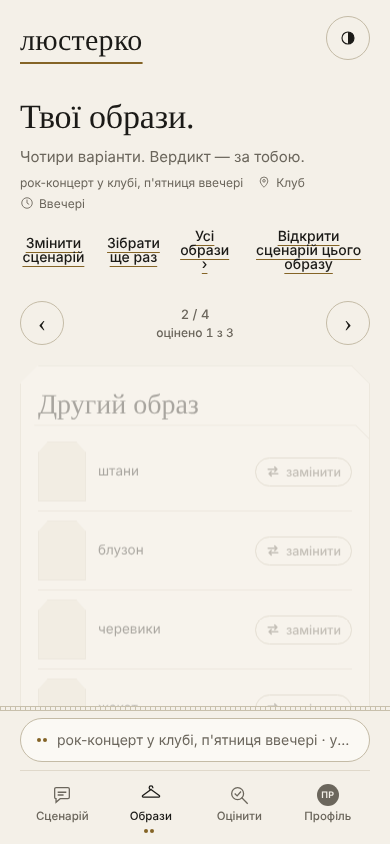 люстерко
Твої образи.
Чотири варіанти. Вердикт — за тобою.
рок-концерт у клубі, п'ятниця ввечері Клуб
Ввечері
Змінити
сценарій
Зібрати
ще раз
Усі
образи
›
Відкрити
сценарій цього
образу
‹
2 / 4
оцінено 1 з 3
›
Другий образ
штани
замінити
блузон
замінити
черевики
замінити
рок-концерт у клубі, п'ятниця ввечері · у...
Сценарій
Образи
Оцінити
ПР
Профіль